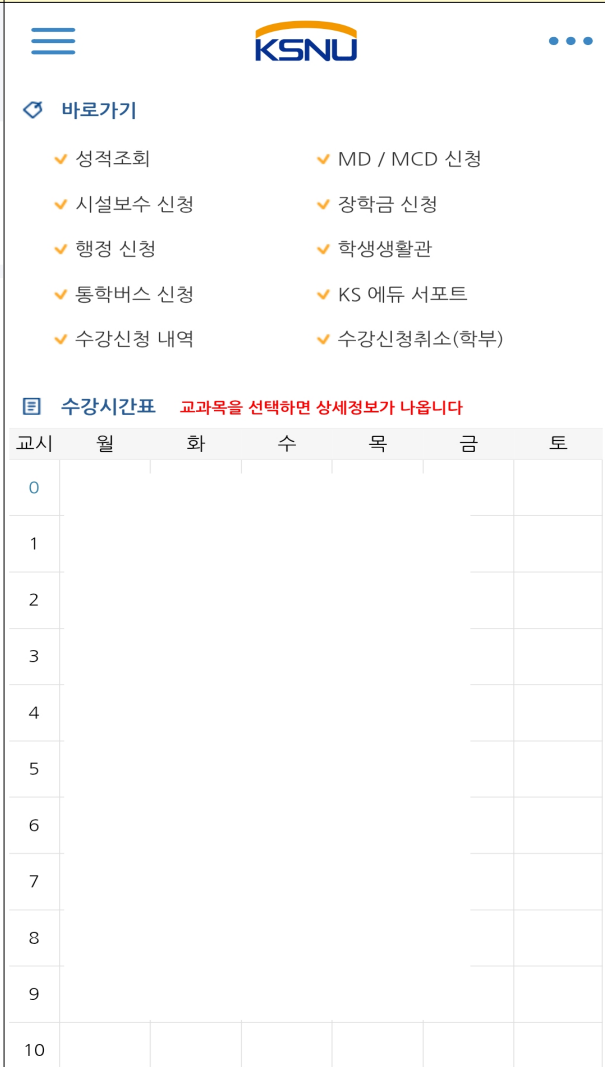 KSNU
바로가기
성적조회 MD / MCD 신청
시설보수 신청 장학금 신청
행정 신청 학생생활관
통학버스 신청 KS 에듀 서포트
수강신청 내역 수강신청취소(학부)
수강시간표 교과목을 선택하면 상세정보가 나옵니다
교시 월 화 수 목 금 토
0
1
2
3
4
5
6
7
8
9
10